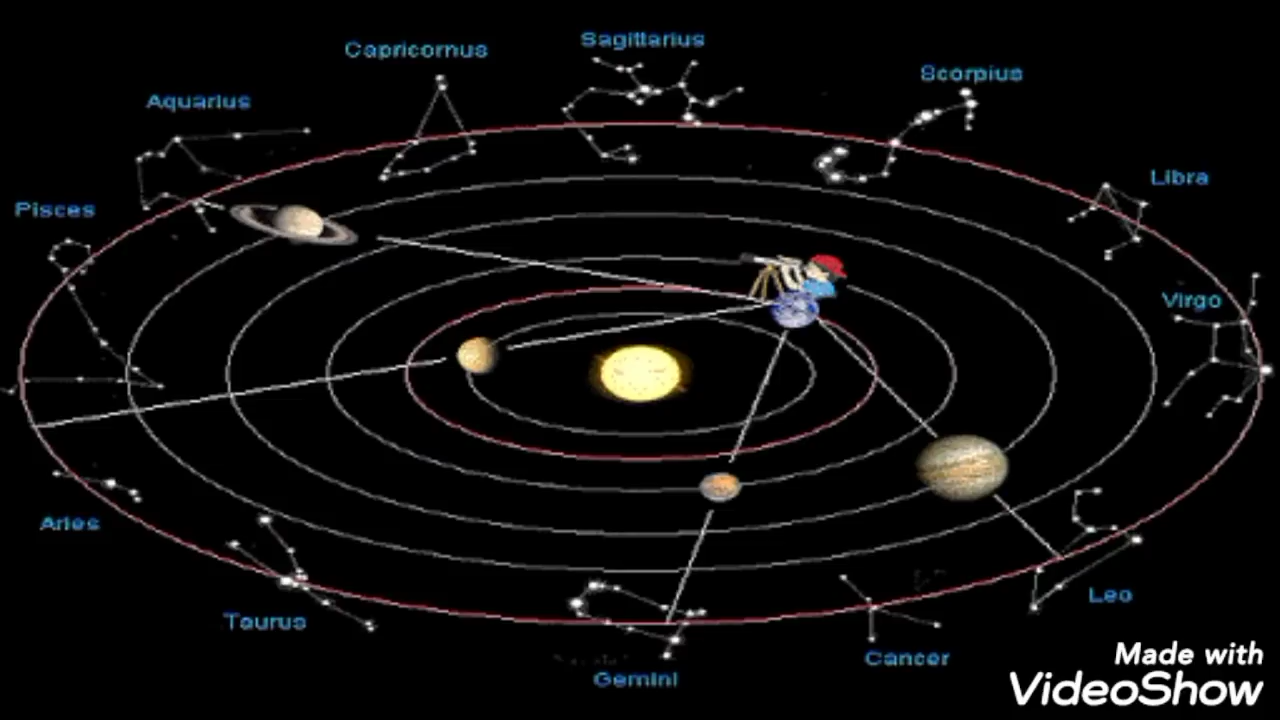 Capricornus
Sagittarius
Scorpius
Aquarius
Libra
Pisces
Virgo
Aries
Taurus
Leo
Gemini
Cancer
Made with
VideoShow